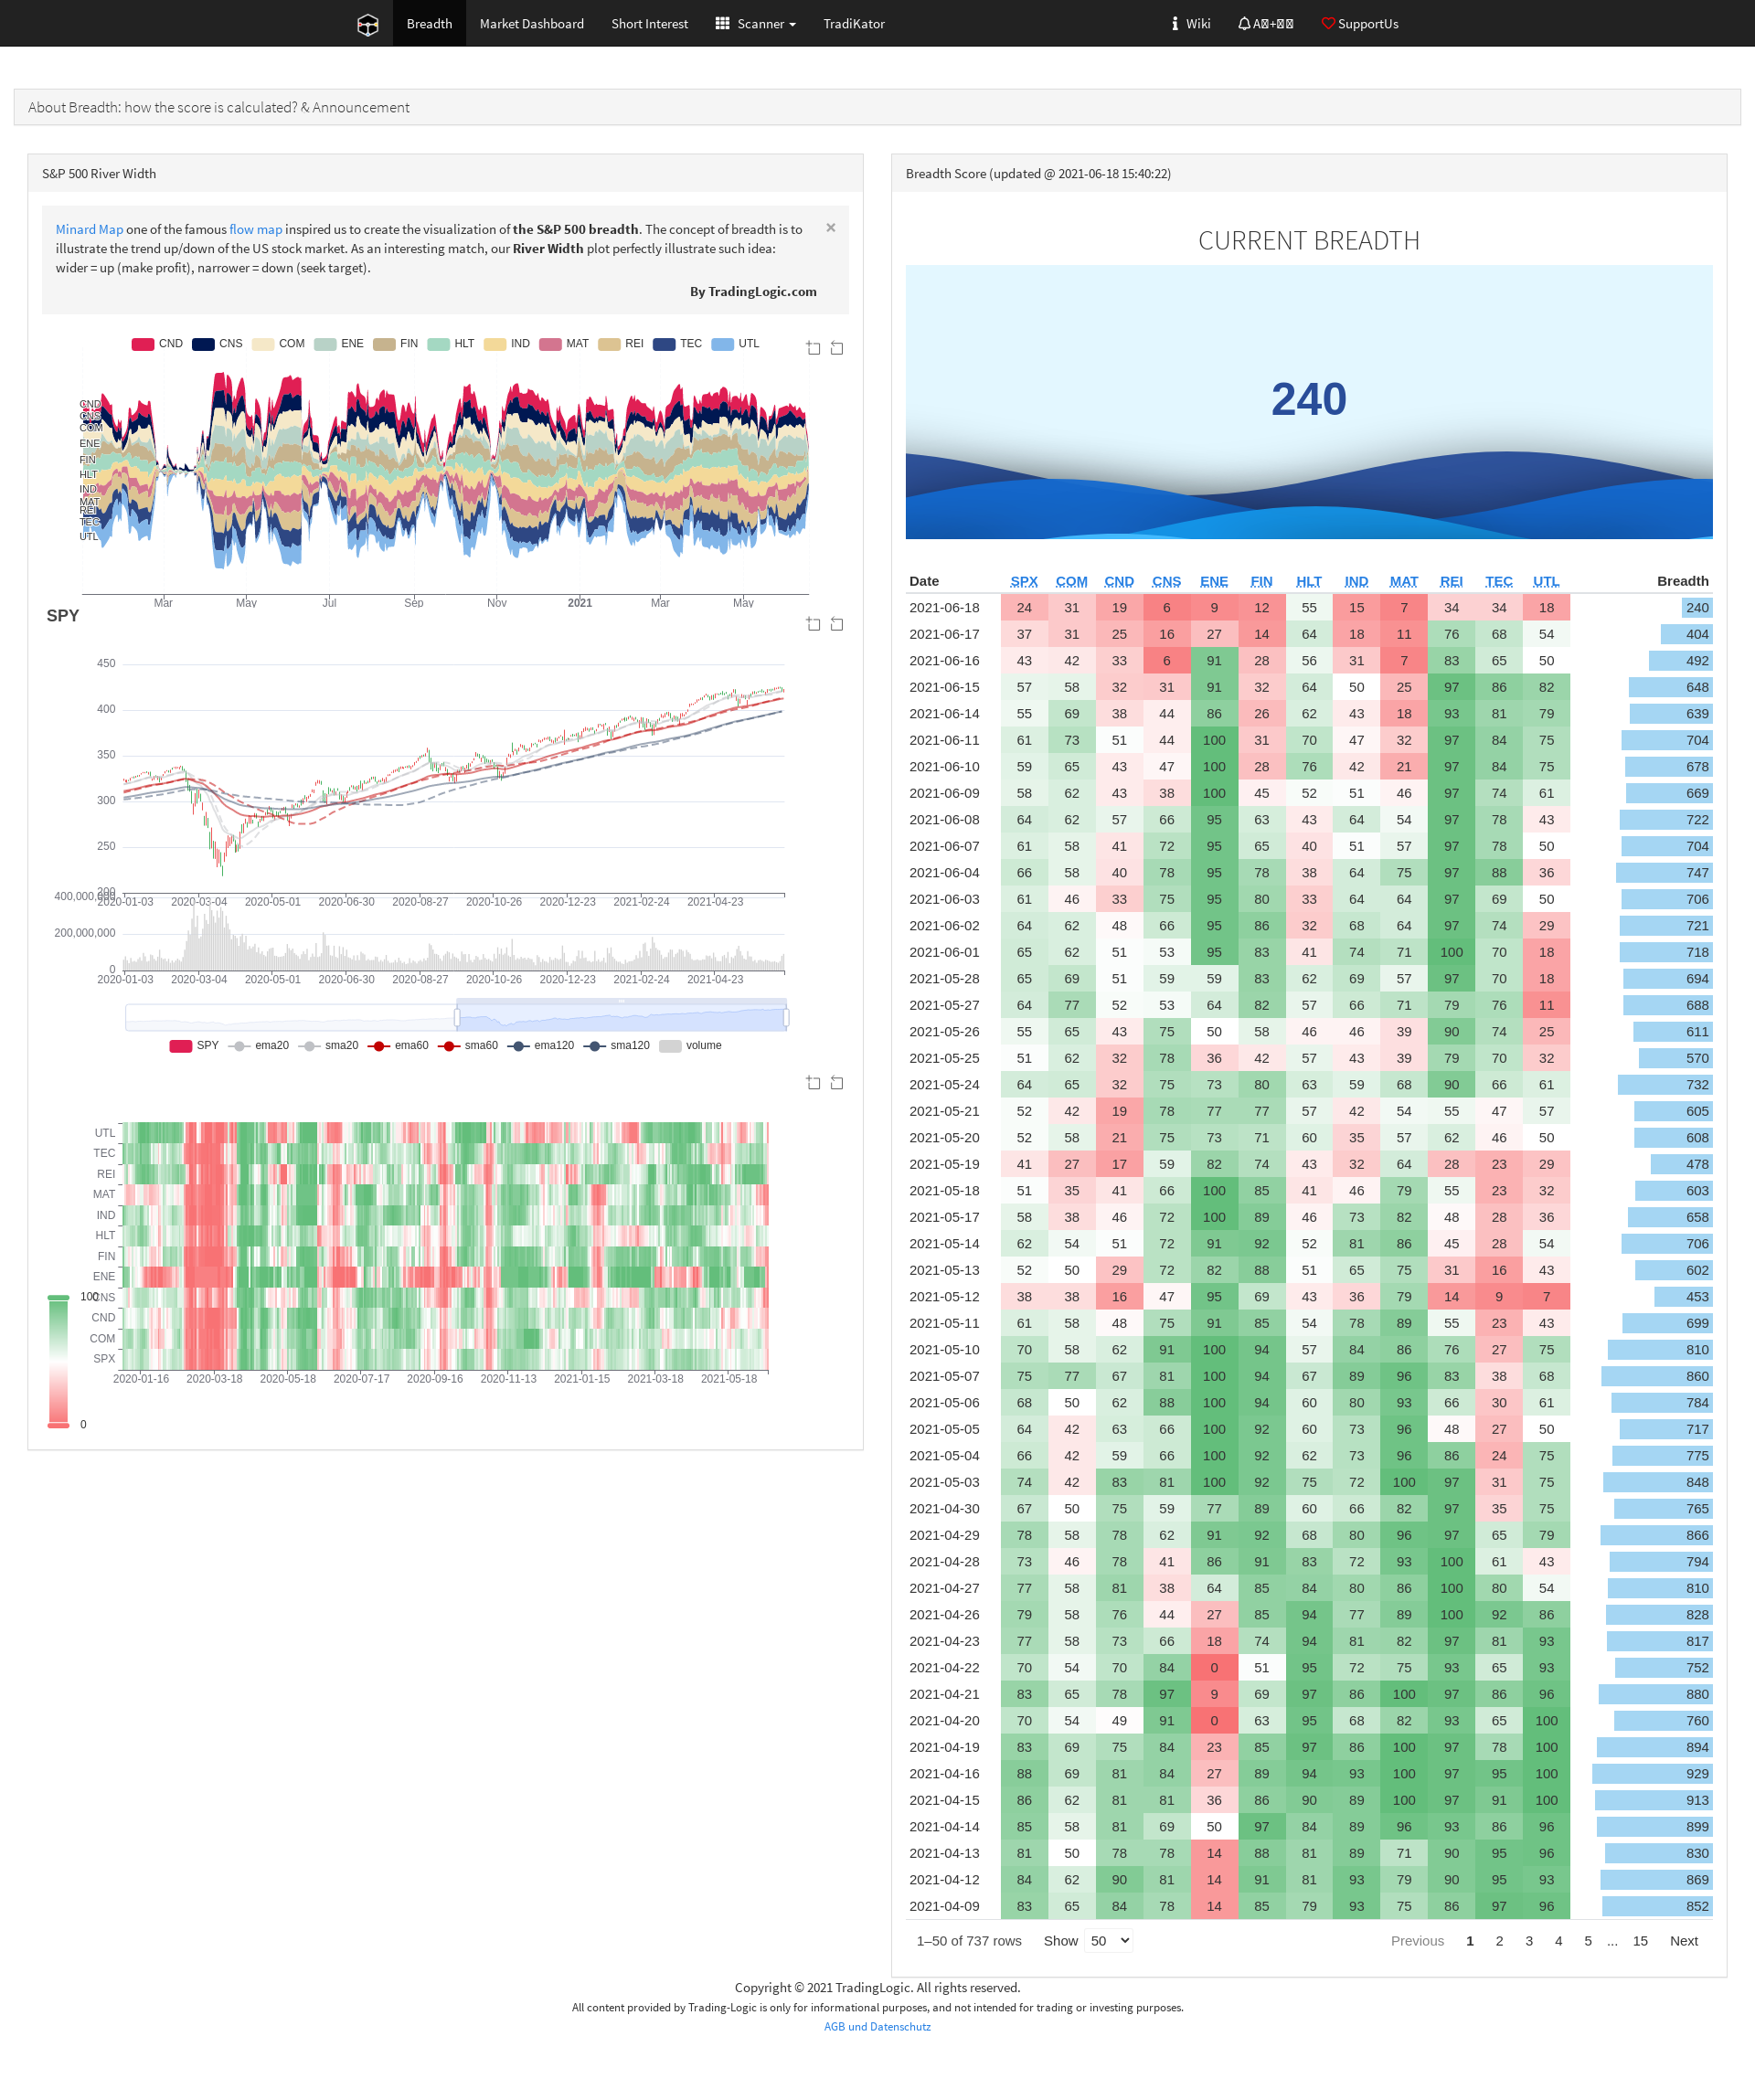 Breadth Market Dashboard Short Interest Scanner TradiKator Wiki SupportUs
About Breadth: how the score is calculated? & Announcement
S&P 500 River Width
Minard Map one of the famous flow map inspired us to create the visualization of the S&P 500 breadth. The concept of breadth is to
illustrate the trend up/down of the US stock market. As an interesting match, our River Width plot perfectly illustrate such idea:
wider = up (make profit), narrower = down (seek target).
×
By TradingLogic.com
CND CNS COM ENE FIN HLT IND MAT REI TEC UTL
CND
CNS
COM
ENE
FIN
HLT
IND
MAT
REI
TEC
UTL
Mar May Jul Sep Nov 2021 Mar May
SPY
450
400
350
300
250
200
2020-01-03 2020-03-04 2020-05-01 2020-06-30 2020-08-27 2020-10-26 2020-12-23 2021-02-24 2021-04-23
400,000,000
200,000,000
0
2020-01-03 2020-03-04 2020-05-01 2020-06-30 2020-08-27 2020-10-26 2020-12-23 2021-02-24 2021-04-23
SPY ema20 sma20 ema60 sma60 ema120 sma120 volume
UTL
TEC
REI
MAT
IND
HLT
FIN
ENE
CNS
CND
COM
SPX
2020-01-16 2020-03-18 2020-05-18 2020-07-17 2020-09-16 2020-11-13 2021-01-15 2021-03-18 2021-05-18
100
0
Breadth Score (updated @ 2021-06-18 15:40:22)
CURRENT BREADTH
240
Date SPX COM CND CNS ENE FIN HLT IND MAT REI TEC UTL Breadth
2021-06-18 24 31 19 6 9 12 55 15 7 34 34 18 240
2021-06-17 37 31 25 16 27 14 64 18 11 76 68 54 404
2021-06-16 43 42 33 6 91 28 56 31 7 83 65 50 492
2021-06-15 57 58 32 31 91 32 64 50 25 97 86 82 648
2021-06-14 55 69 38 44 86 26 62 43 18 93 81 79 639
2021-06-11 61 73 51 44 100 31 70 47 32 97 84 75 704
2021-06-10 59 65 43 47 100 28 76 42 21 97 84 75 678
2021-06-09 58 62 43 38 100 45 52 51 46 97 74 61 669
2021-06-08 64 62 57 66 95 63 43 64 54 97 78 43 722
2021-06-07 61 58 41 72 95 65 40 51 57 97 78 50 704
2021-06-04 66 58 40 78 95 78 38 64 75 97 88 36 747
2021-06-03 61 46 33 75 95 80 33 64 64 97 69 50 706
2021-06-02 64 62 48 66 95 86 32 68 64 97 74 29 721
2021-06-01 65 62 51 53 95 83 41 74 71 100 70 18 718
2021-05-28 65 69 51 59 59 83 62 69 57 97 70 18 694
2021-05-27 64 77 52 53 64 82 57 66 71 79 76 11 688
2021-05-26 55 65 43 75 50 58 46 46 39 90 74 25 611
2021-05-25 51 62 32 78 36 42 57 43 39 79 70 32 570
2021-05-24 64 65 32 75 73 80 63 59 68 90 66 61 732
2021-05-21 52 42 19 78 77 77 57 42 54 55 47 57 605
2021-05-20 52 58 21 75 73 71 60 35 57 62 46 50 608
2021-05-19 41 27 17 59 82 74 43 32 64 28 23 29 478
2021-05-18 51 35 41 66 100 85 41 46 79 55 23 32 603
2021-05-17 58 38 46 72 100 89 46 73 82 48 28 36 658
2021-05-14 62 54 51 72 91 92 52 81 86 45 28 54 706
2021-05-13 52 50 29 72 82 88 51 65 75 31 16 43 602
2021-05-12 38 38 16 47 95 69 43 36 79 14 9 7 453
2021-05-11 61 58 48 75 91 85 54 78 89 55 23 43 699
2021-05-10 70 58 62 91 100 94 57 84 86 76 27 75 810
2021-05-07 75 77 67 81 100 94 67 89 96 83 38 68 860
2021-05-06 68 50 62 88 100 94 60 80 93 66 30 61 784
2021-05-05 64 42 63 66 100 92 60 73 96 48 27 50 717
2021-05-04 66 42 59 66 100 92 62 73 96 86 24 75 775
2021-05-03 74 42 83 81 100 92 75 72 100 97 31 75 848
2021-04-30 67 50 75 59 77 89 60 66 82 97 35 75 765
2021-04-29 78 58 78 62 91 92 68 80 96 97 65 79 866
2021-04-28 73 46 78 41 86 91 83 72 93 100 61 43 794
2021-04-27 77 58 81 38 64 85 84 80 86 100 80 54 810
2021-04-26 79 58 76 44 27 85 94 77 89 100 92 86 828
2021-04-23 77 58 73 66 18 74 94 81 82 97 81 93 817
2021-04-22 70 54 70 84 0 51 95 72 75 93 65 93 752
2021-04-21 83 65 78 97 9 69 97 86 100 97 86 96 880
2021-04-20 70 54 49 91 0 63 95 68 82 93 65 100 760
2021-04-19 83 69 75 84 23 85 97 86 100 97 78 100 894
2021-04-16 88 69 81 84 27 89 94 93 100 97 95 100 929
2021-04-15 86 62 81 81 36 86 90 89 100 97 91 100 913
2021-04-14 85 58 81 69 50 97 84 89 96 93 86 96 899
2021-04-13 81 50 78 78 14 88 81 89 71 90 95 96 830
2021-04-12 84 62 90 81 14 91 81 93 79 90 95 93 869
2021-04-09 83 65 84 78 14 85 79 93 75 86 97 96 852
1–50 of 737 rows Show 50 Previous 1 2 3 4 5 ... 15 Next
Copyright © 2021 TradingLogic. All rights reserved.
All content provided by Trading-Logic is only for informational purposes, and not intended for trading or investing purposes.
AGB und Datenschutz